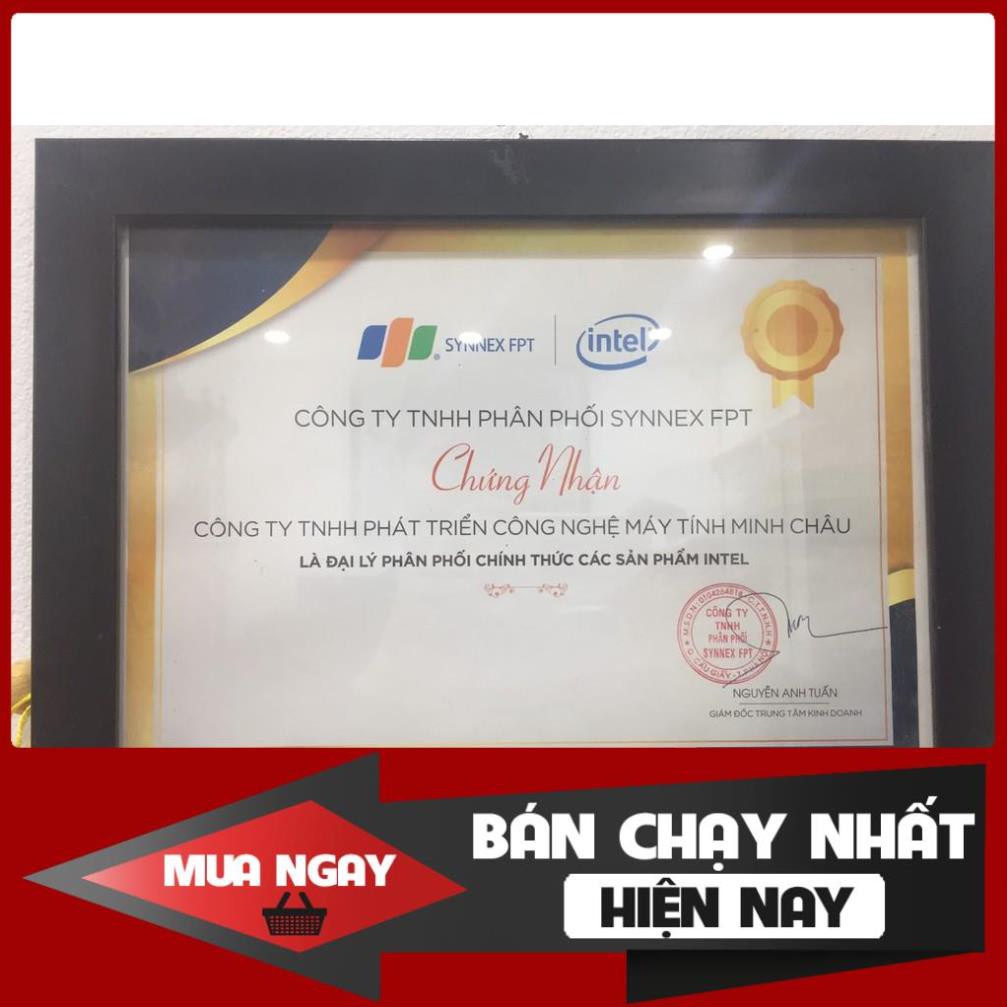 SYNNEX FPT
intel
CÔNG TY TNHH PHÂN PHỐI SYNNEX FPT
Chứng Nhận
CÔNG TY TNHH PHÁT TRIỂN CÔNG NGHỆ MÁY TÍNH MINH CHÂU
LÀ ĐẠI LÝ PHÂN PHỐI CHÍNH THỨC CÁC SẢN PHẨM INTEL
CÔNG TY
TNHH
PHÂN PHỐI
SYNNEX FPT
NGUYỄN ANH TUẤN
GIÁM ĐỐC TRUNG TÂM KINH DOANH
MUA NGAY
BÁN CHẠY NHẤT
HIỆN NAY